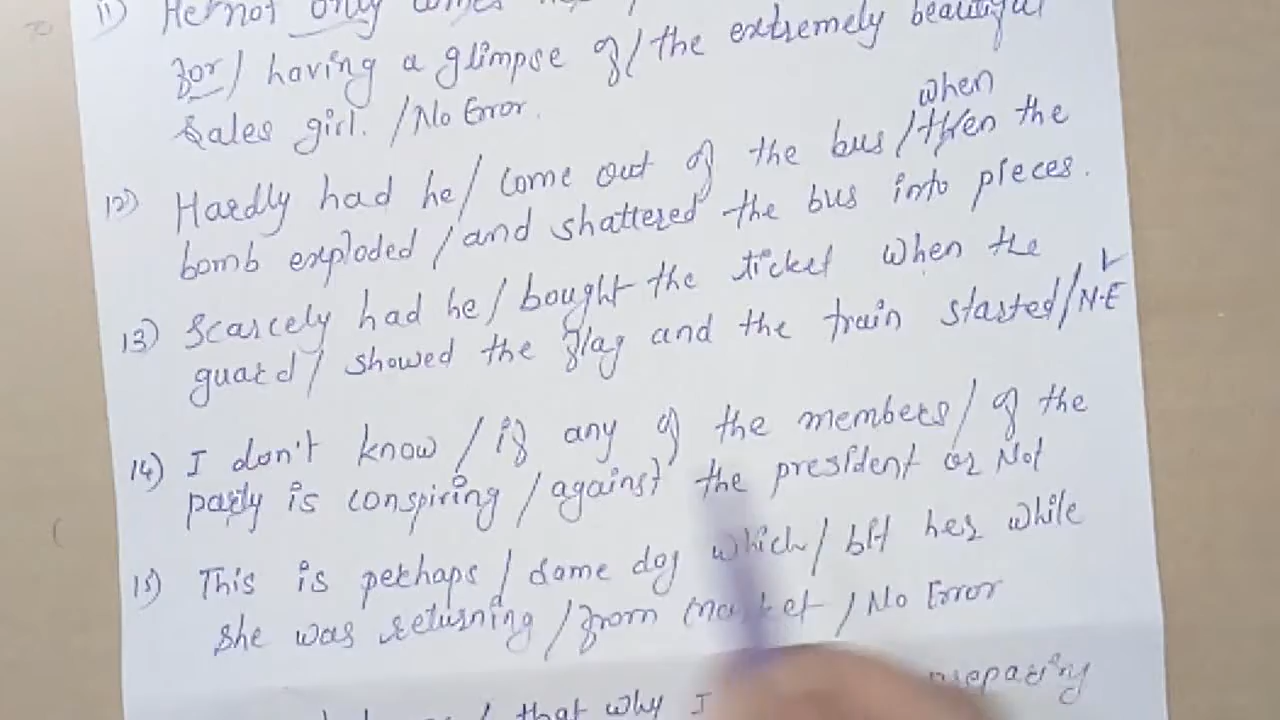 11) He not only comes
for / having a glimpse of / the extremely beautiful
sales girl. / No Error.
when
12) Hardly had he / come out of the bus / then the
bomb exploded / and shattered the bus into pieces.
13) Scarcely had he / bought the ticket when the
guard / showed the flag and the train started / N.E
14) I don't know / if any of the members / of the
party is conspiring / against the president or Not
15) This is perhaps / some dog which / bit her while
she was returning / from market / No Error
/ that why I preparing